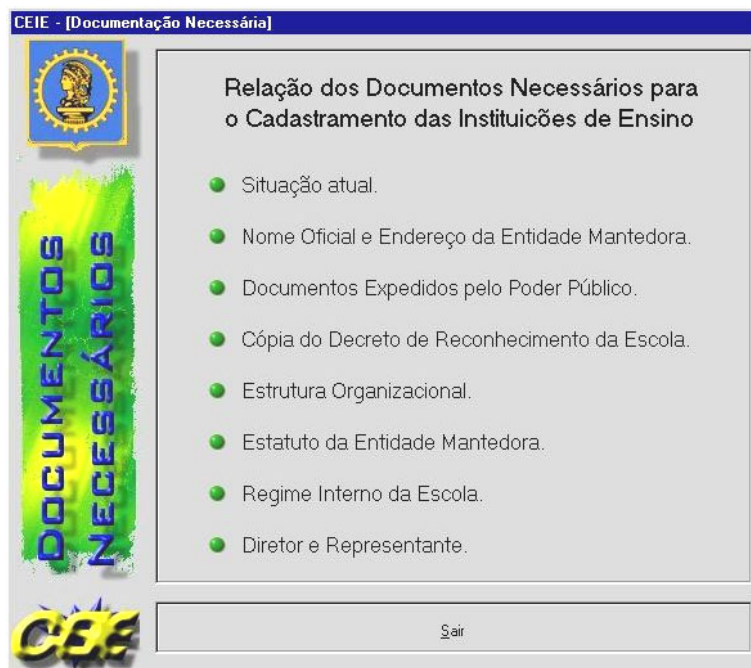 CEIE - [Documentação Necessária]
Relação dos Documentos Necessários para
o Cadastramento das Instituicões de Ensino
Situação atual.
Nome Oficial e Endereço da Entidade Mantedora.
Documentos Expedidos pelo Poder Público.
Cópia do Decreto de Reconhecimento da Escola.
Estrutura Organizacional.
Estatuto da Entidade Mantedora.
Regime Interno da Escola.
Diretor e Representante.
DOCUMENTOS
NECESSÁRIOS
CEE
Sair